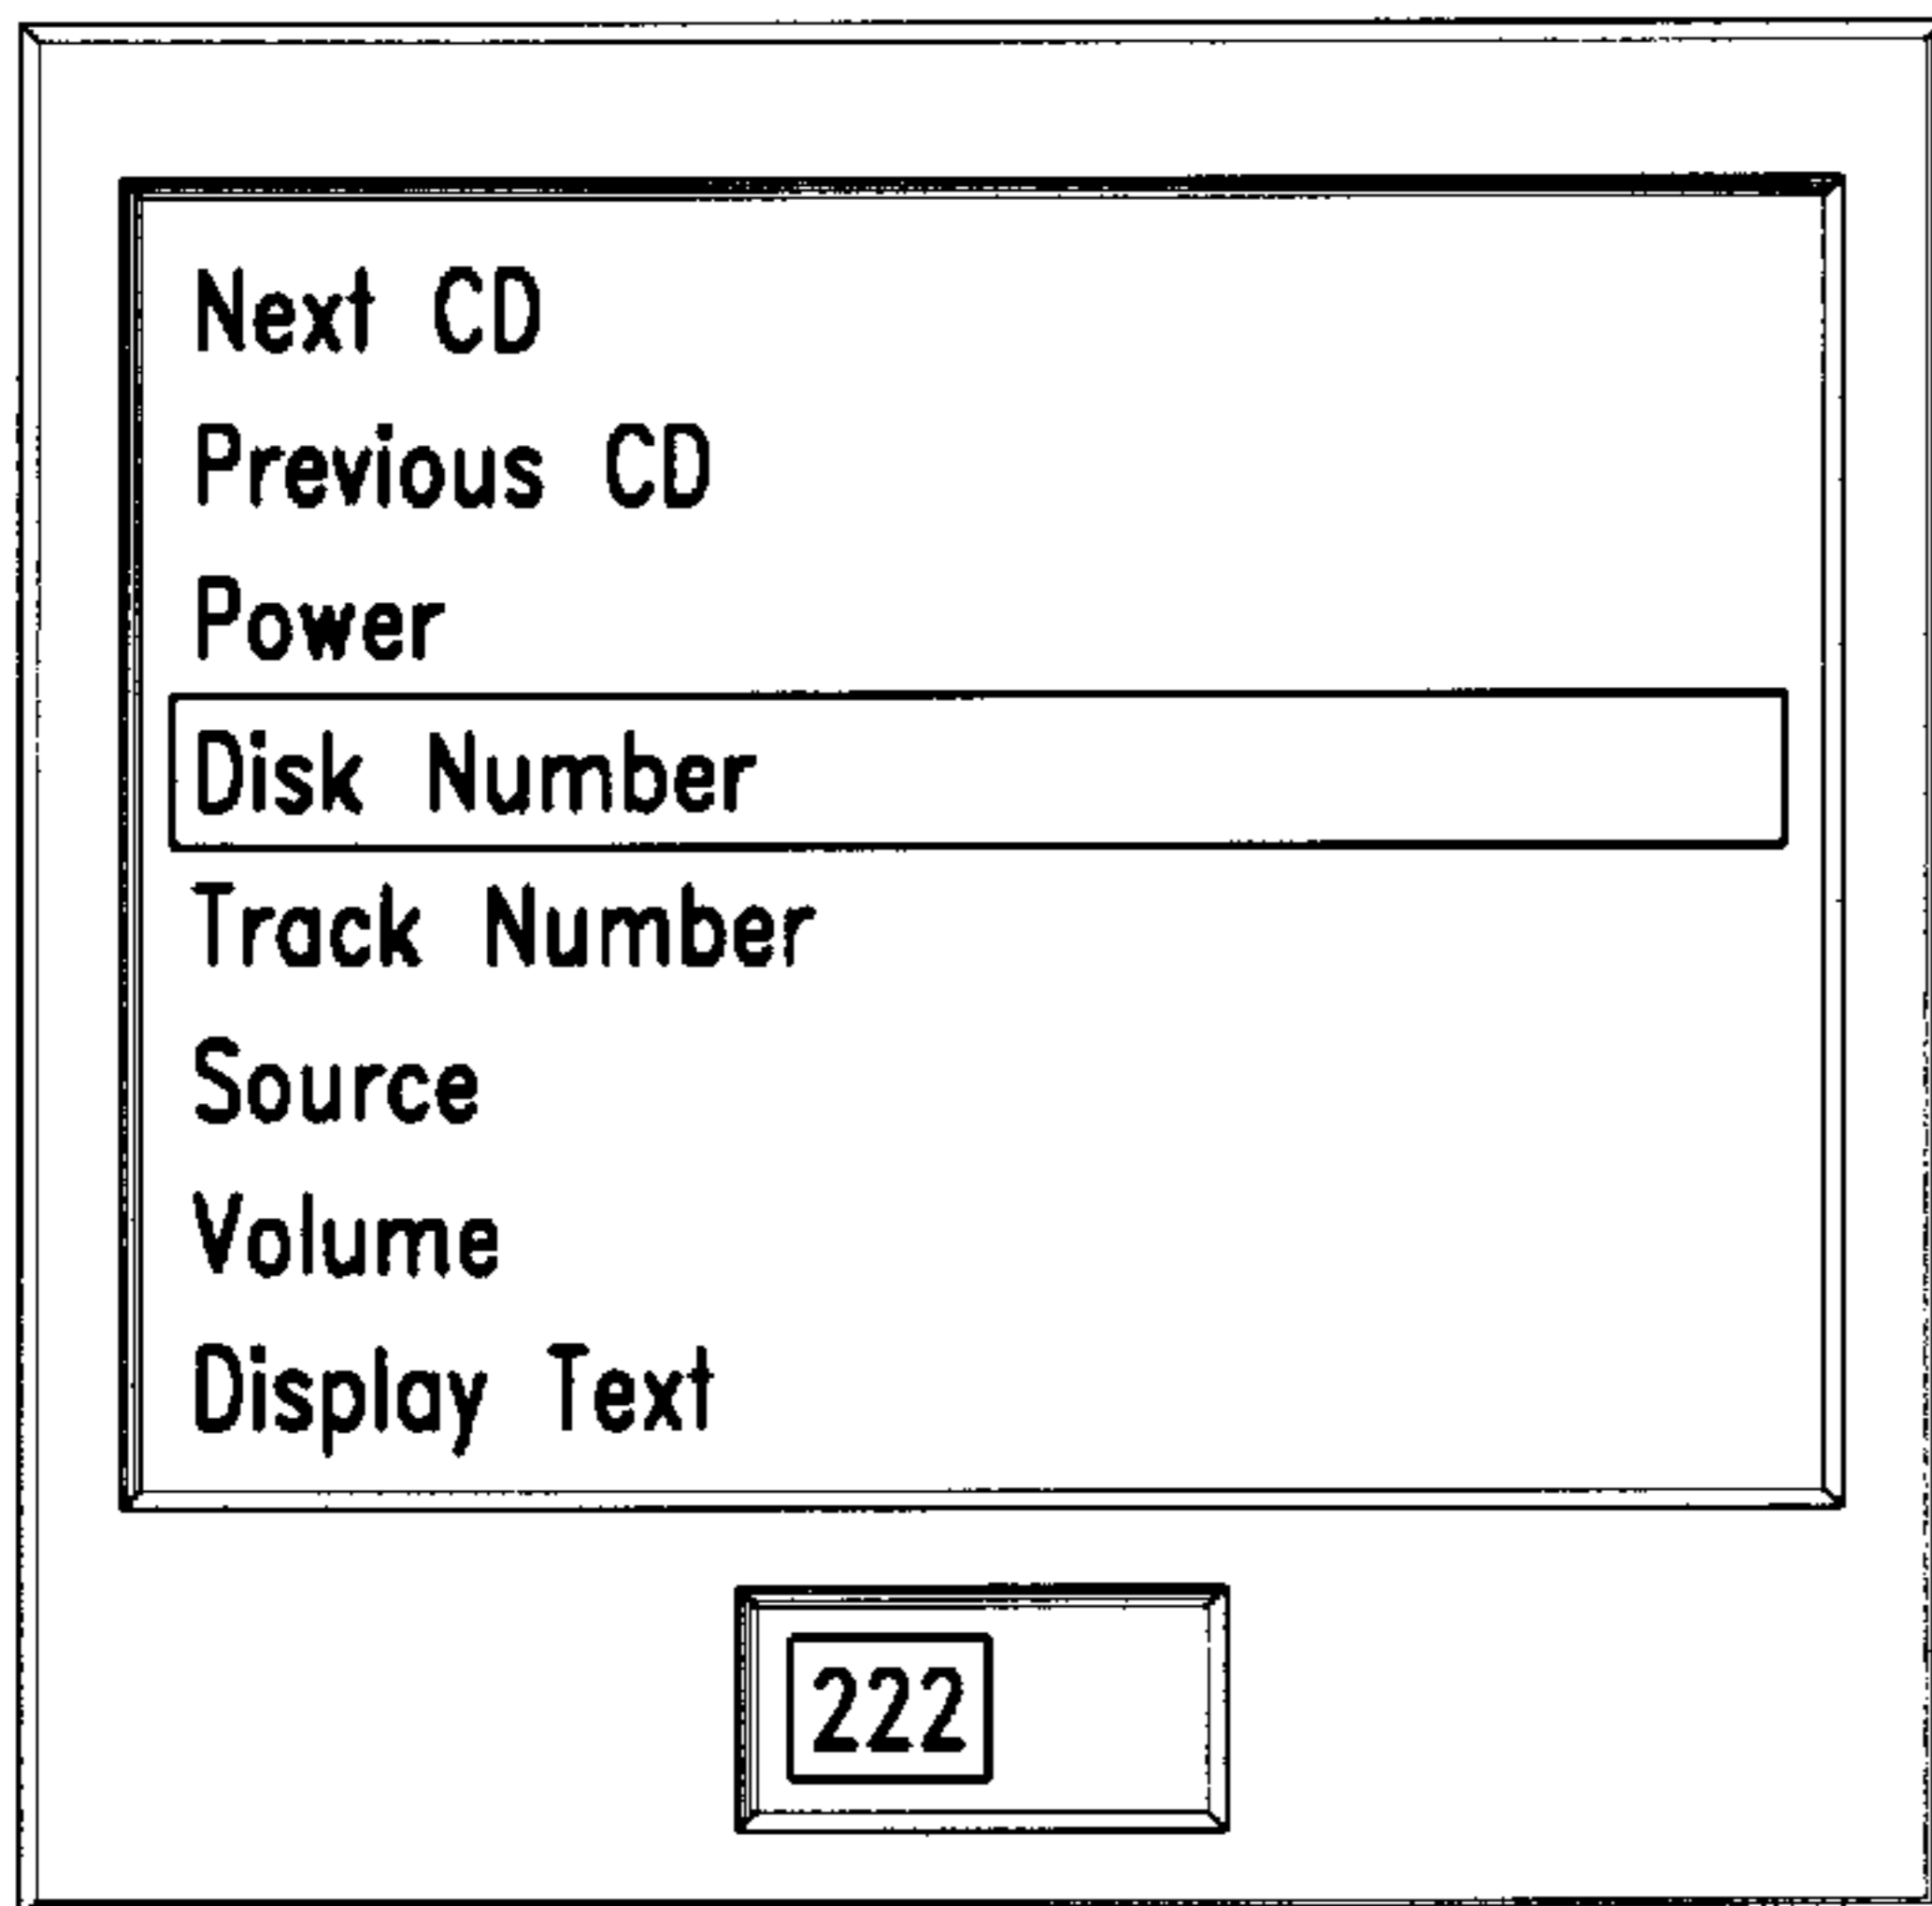 Next CD
Previous CD
Power
Disk Number
Track Number
Source
Volume
Display Text
222